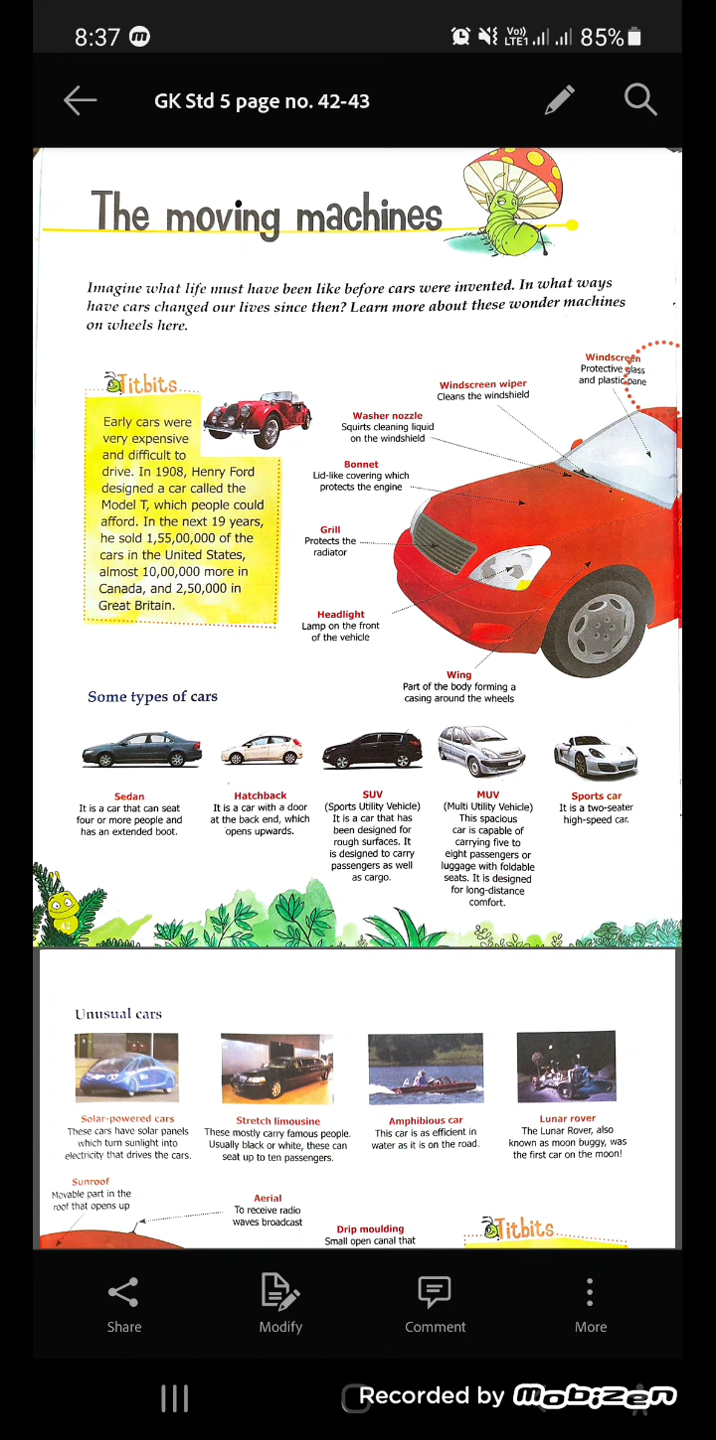 8:37 m
Vo)) LTE1 85%
GK Std 5 page no. 42-43
The moving machines
Imagine what life must have been like before cars were invented. In what ways
have cars changed our lives since then? Learn more about these wonder machines
on wheels here.
Titbits
Early cars were
very expensive
and difficult to
drive. In 1908, Henry Ford
designed a car called the
Model T, which people could
afford. In the next 19 years,
he sold 1,55,00,000 of the
cars in the United States,
almost 10,00,000 more in
Canada, and 2,50,000 in
Great Britain.
Windscreen
Protective glass
and plastic pane
Windscreen wiper
Cleans the windshield
Washer nozzle
Squirts cleaning liquid
on the windshield
Bonnet
Lid-like covering which
protects the engine
Grill
Protects the
radiator
Headlight
Lamp on the front
of the vehicle
Wing
Part of the body forming a
casing around the wheels
Some types of cars
Sedan
It is a car that can seat
four or more people and
has an extended boot.
Hatchback
It is a car with a door
at the back end, which
opens upwards.
SUV
(Sports Utility Vehicle)
It is a car that has
been designed for
rough surfaces. It
is designed to carry
passengers as well
as cargo.
MUV
(Multi Utility Vehicle)
This spacious
car is capable of
carrying five to
eight passengers or
luggage with foldable
seats. It is designed
for long-distance
comfort.
Sports car
It is a two-seater
high-speed car.
42
Unusual cars
Solar-powered cars
These cars have solar panels
which turn sunlight into
electricity that drives the cars.
Stretch limousine
These mostly carry famous people.
Usually black or white, these can
seat up to ten passengers.
Amphibious car
This car is as efficient in
water as it is on the road.
Lunar rover
The Lunar Rover, also
known as moon buggy, was
the first car on the moon!
Sunroof
Movable part in the
roof that opens up
Aerial
To receive radio
waves broadcast
Drip moulding
Small open canal that
Titbits
Share
Modify
Comment
More
Recorded by Mobizen